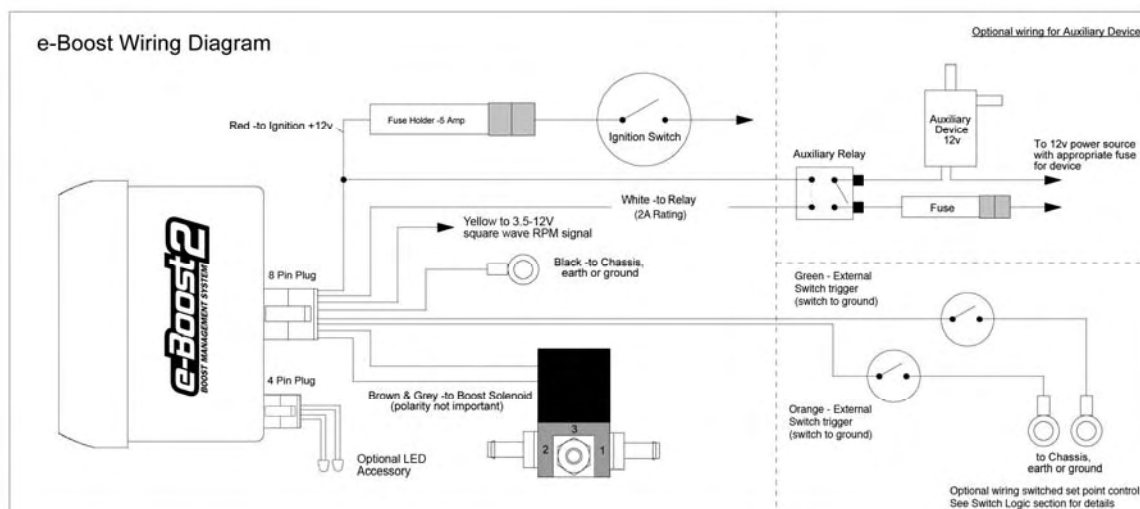 e-Boost Wiring Diagram
Optional wiring for Auxiliary Device
Red -to Ignition +12v
Fuse Holder -5 Amp
Ignition Switch
Auxiliary
Device
12v
To 12v power source
with appropriate fuse
for device
Auxiliary Relay
White -to Relay
(2A Rating)
Fuse
Yellow to 3.5-12V
square wave RPM signal
Black -to Chassis,
earth or ground
8 Pin Plug
e-Boost2
BOOST MANAGEMENT SYSTEM
Green - External
Switch trigger
(switch to ground)
4 Pin Plug
Brown & Grey -to Boost Solenoid
(polarity not important)
3
2
1
Orange - External
Switch trigger
(switch to ground)
Optional LED
Accessory
to Chassis,
earth or ground
Optional wiring switched set point control
See Switch Logic section for details